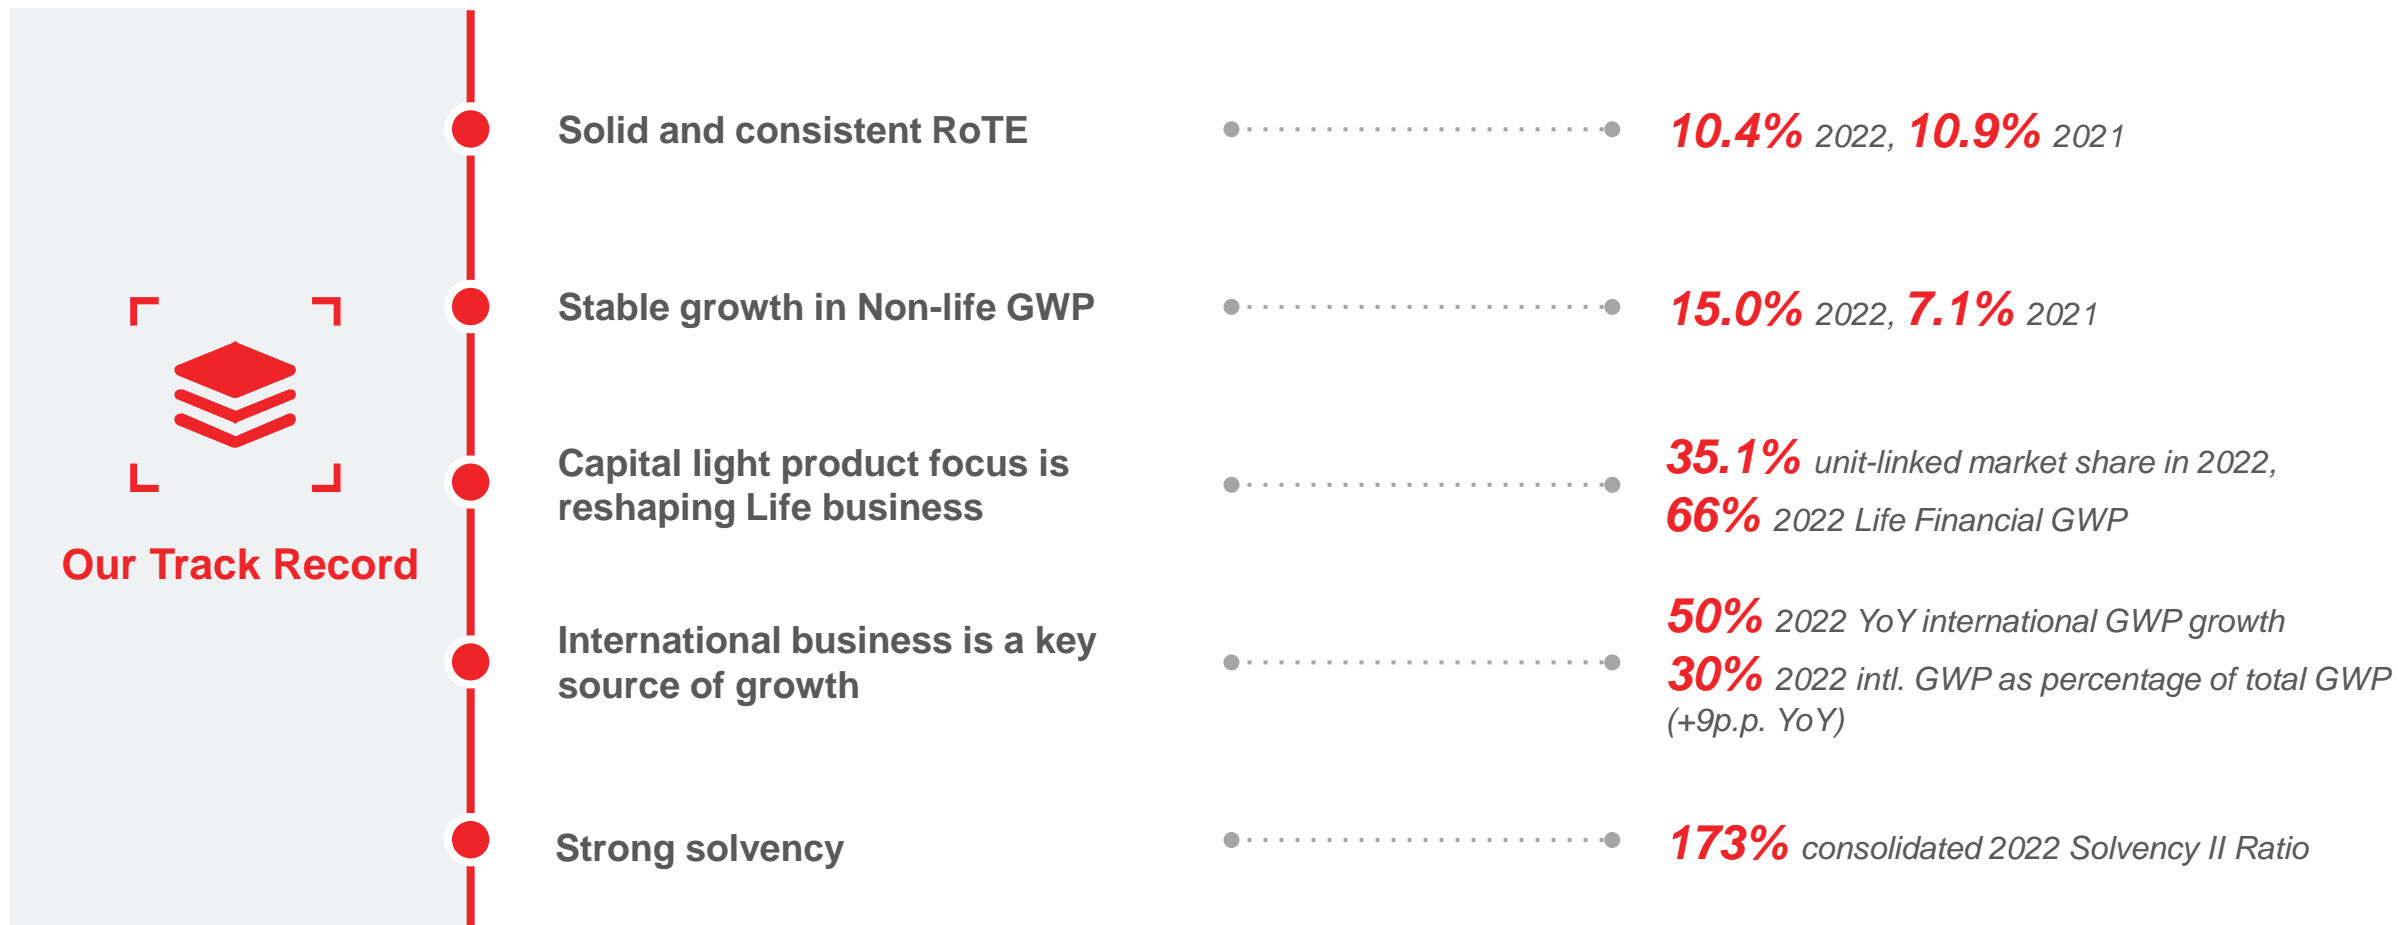 Our Track Record
Solid and consistent RoTE
10.4% 2022, 10.9% 2021
Stable growth in Non-life GWP
15.0% 2022, 7.1% 2021
Capital light product focus is
reshaping Life business
35.1% unit-linked market share in 2022,
66% 2022 Life Financial GWP
International business is a key
source of growth
50% 2022 YoY international GWP growth
30% 2022 intl. GWP as percentage of total GWP
(+9p.p. YoY)
Strong solvency
173% consolidated 2022 Solvency II Ratio